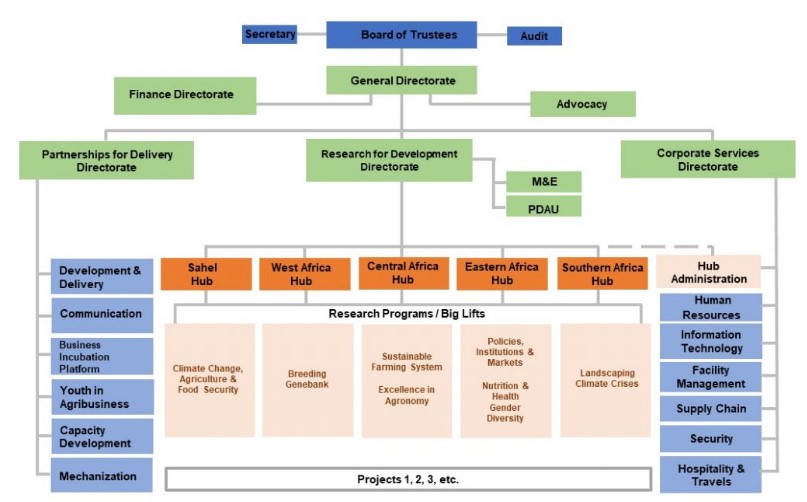 Secretary
Board of Trustees
Audit
General Directorate
Finance Directorate
Advocacy
Partnerships for Delivery
Directorate
Research for Development
Directorate
Corporate Services
Directorate
M&E
PDAU
Development &
Delivery
Communication
Business
Incubation
Platform
Youth in
Agribusiness
Capacity
Development
Mechanization
Sahel
Hub
West Africa
Hub
Central Africa
Hub
Eastern Africa
Hub
Southern Africa
Hub
Research Programs / Big Lifts
Climate Change,
Agriculture &
Food Security
Breeding
Genebank
Sustainable
Farming System
Excellence in
Agronomy
Policies,
Institutions &
Markets
Nutrition &
Health
Gender
Diversity
Landscaping
Climate Crises
Projects 1, 2, 3, etc.
Hub
Administration
Human
Resources
Information
Technology
Facility
Management
Supply Chain
Security
Hospitality &
Travels